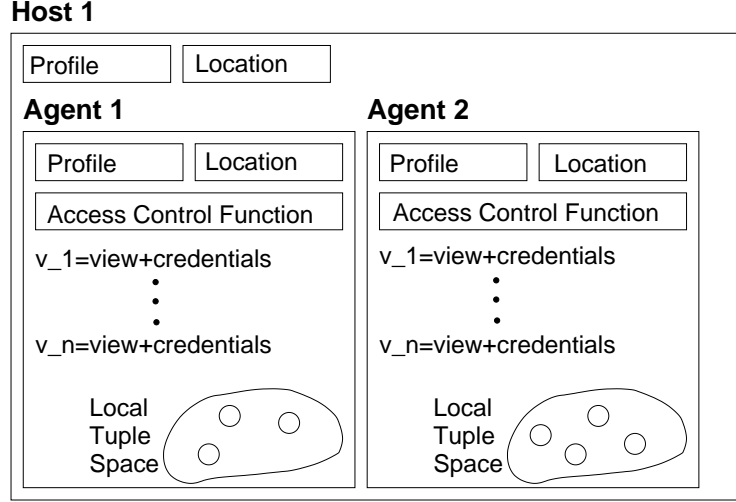 Host 1
Profile
Location
Agent 1
Profile
Location
Access Control Function
v_1=view+credentials
v_n=view+credentials
Local
Tuple
Space
Agent 2
Profile
Location
Access Control Function
v_1=view+credentials
v_n=view+credentials
Local
Tuple
Space